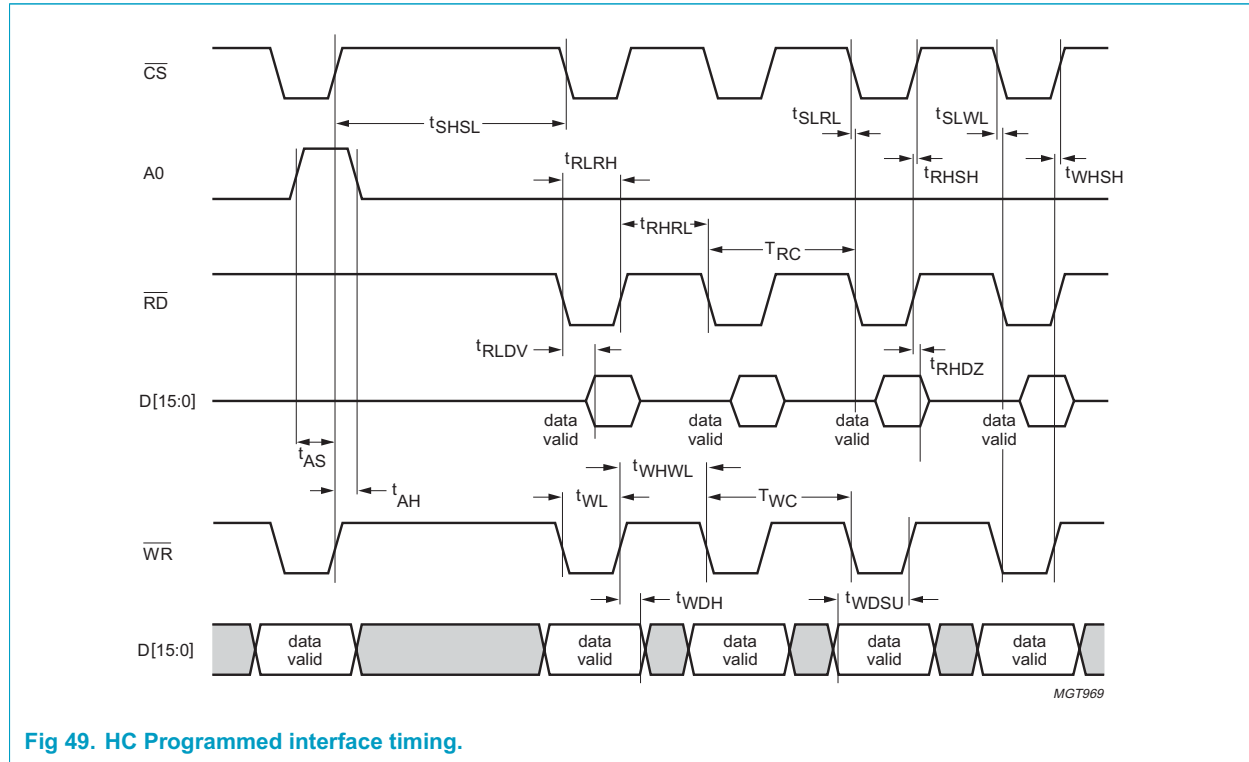 CS
tSHSL
tSLRL
tSLWL
A0
tRLRH
tRHSH
tWHSH
tRHRL
TRC
RD
tRLDV
tRHDZ
D[15:0]
data valid
data valid
data valid
data valid
tAS
tAH
tWHWL
tWL
TWC
WR
tWDH
tWDSU
D[15:0]
data valid
data valid
data valid
data valid
data valid
MGT969
Fig 49. HC Programmed interface timing.